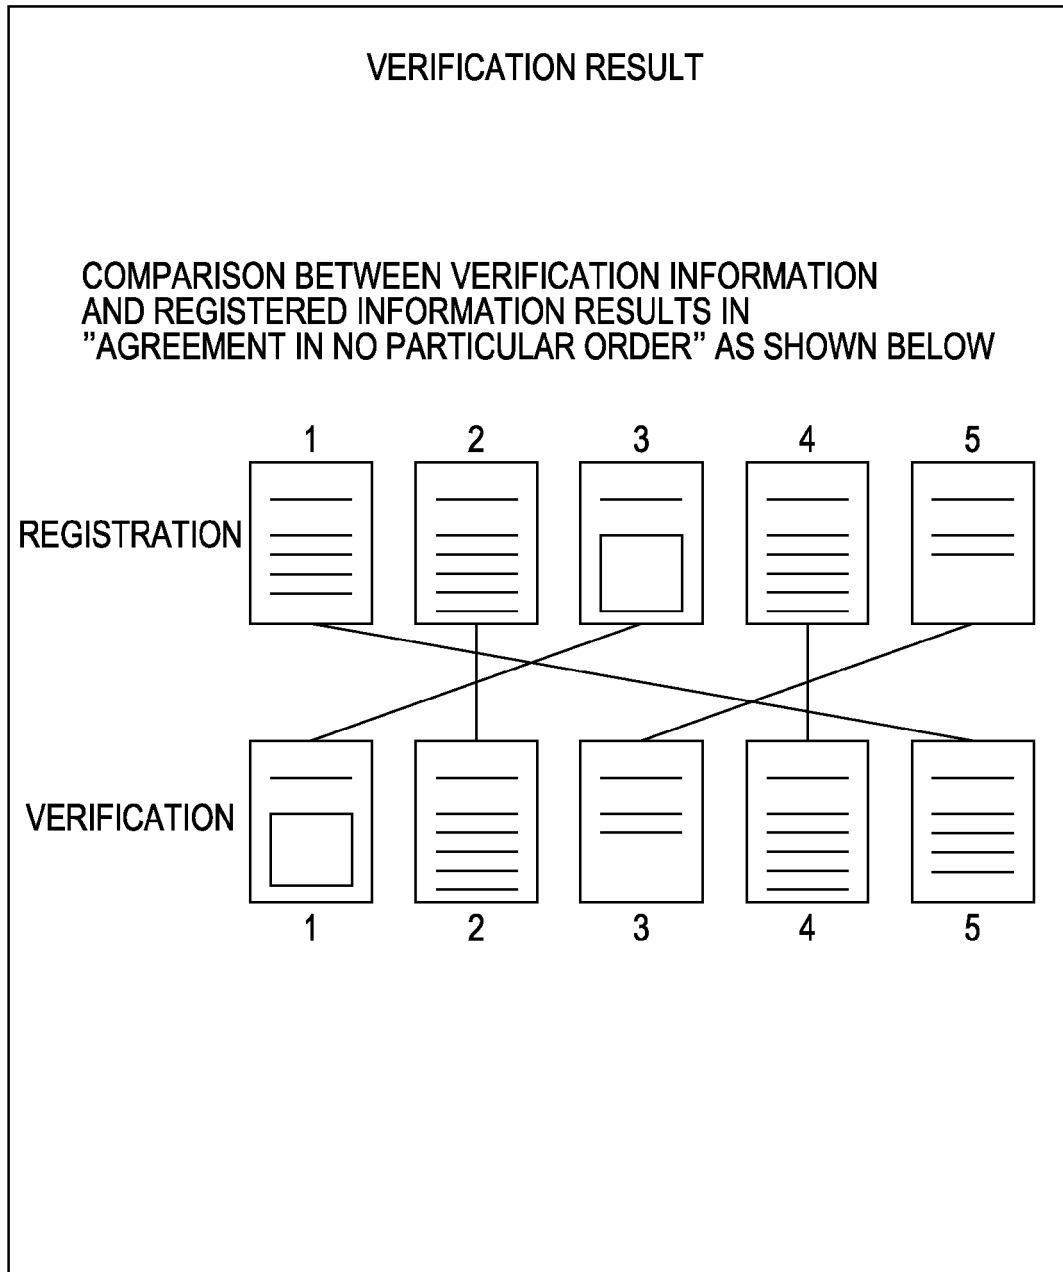 VERIFICATION RESULT
COMPARISON BETWEEN VERIFICATION INFORMATION
AND REGISTERED INFORMATION RESULTS IN
”AGREEMENT IN NO PARTICULAR ORDER” AS SHOWN BELOW
1 2 3 4 5
REGISTRATION
VERIFICATION
1 2 3 4 5